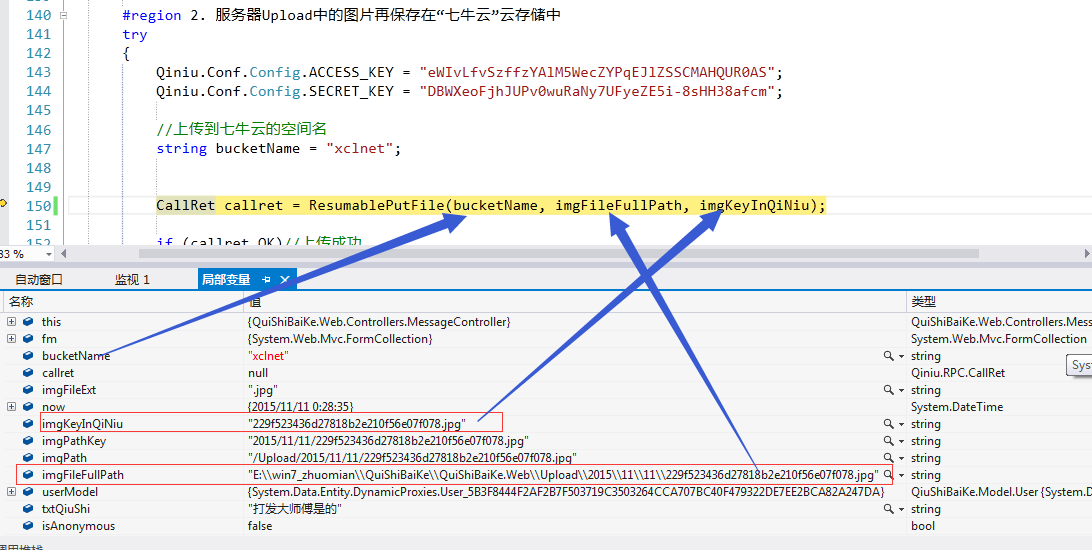 140 #region 2. 服务器Upload中的图片再保存在“七牛云”云存储中
141 try
142 {
143 Qiniu.Conf.Config.ACCESS_KEY = "eWIvLfvSzffzYAlM5WecZYPqEJlZSSCMAHQUR0AS";
144 Qiniu.Conf.Config.SECRET_KEY = "DBWXeoFjhJUPv0wuRaNy7UFyeZE5i-8sHH38afcm";
145
146 //上传到七牛云的空间名
147 string bucketName = "xclnet";
148
149
150 CallRet callret = ResumablePutFile(bucketName, imgFileFullPath, imgKeyInQiNiu);
151
152 if (callret.OK)//上传成功
83 %
自动窗口 监视 1 局部变量
名称 值 类型
this {QuiShiBaiKe.Web.Controllers.MessageController} QuiShiBaiKe.Web.Controllers.Mess
fm {System.Web.Mvc.FormCollection} System.Web.Mvc.FormCollection
bucketName "xclnet" string
Sys
callret null Qiniu.RPC.CallRet
imgFileExt ".jpg" string
now {2015/11/11 0:28:35} System.DateTime
imgKeyInQiNiu "229f523436d27818b2e210f56e07f078.jpg" string
imgPathKey "2015/11/11/229f523436d27818b2e210f56e07f078.jpg" string
imgPath "/Upload/2015/11/11/229f523436d27818b2e210f56e07f078.jpg" string
imgFileFullPath "E:\\win7_zhuomian\\QuiShiBaiKe\\QuiShiBaiKe.Web\\Upload\\2015\\11\\11\\229f523436d27818b2e210f56e07f078.jpg" string
userModel {System.Data.Entity.DynamicProxies.User_5B3F8444F2AF2B7F503719C3503264CCA707BC40F479322DE7EE2BCA82A247DA} QuiShiBaiKe.Model.User {System.D
txtQiuShi "打发大师傅是的" string
isAnonymous false bool